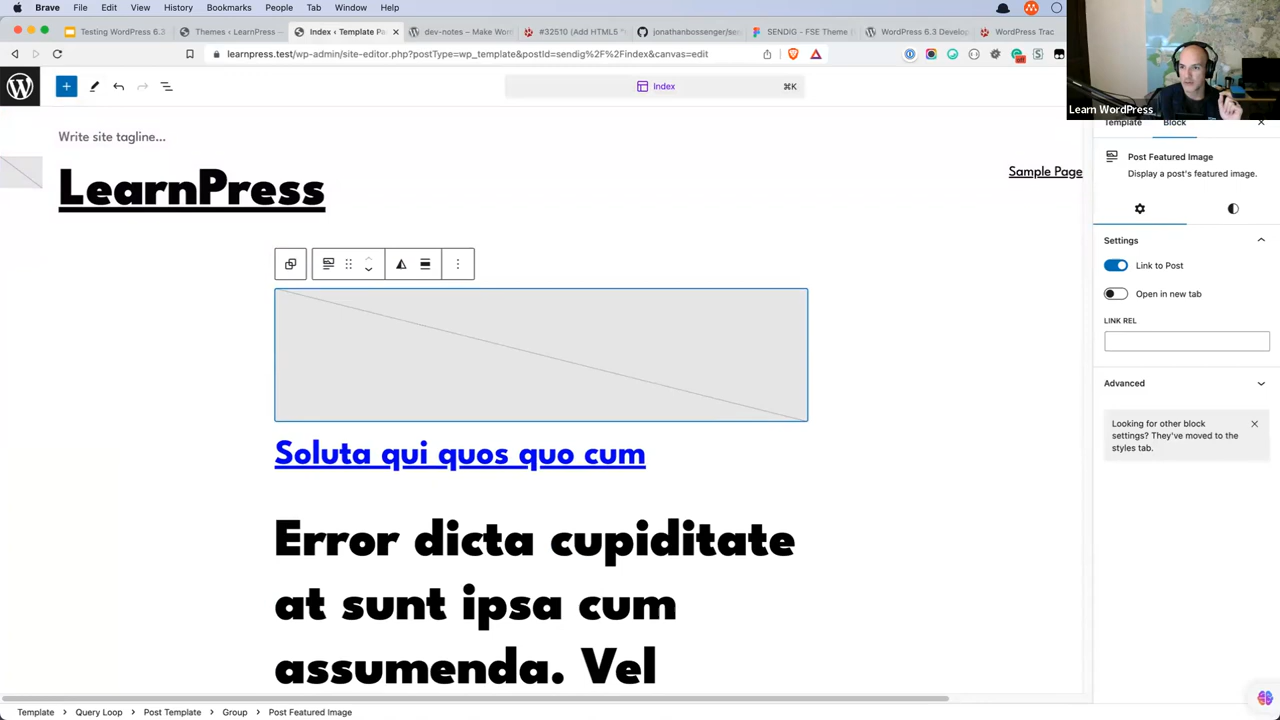 Brave File Edit View History Bookmarks People Tab Window Help
Testing WordPress 6.3
Themes ‹ LearnPress —
Index ‹ Template Pa
dev-notes – Make Word
#32510 (Add HTML5 "
jonathanbossenger/sen
SENDIG - FSE Theme (
WordPress 6.3 Develop
WordPress Trac
learnpress.test/wp-admin/site-editor.php?postType=wp_template&postId=sendig%2F%2Findex&canvas=edit
Index
⌘K
Learn WordPress
Template Block
Write site tagline...
LearnPress
Sample Page
Post Featured Image
Display a post's featured image.
Settings
Link to Post
Open in new tab
LINK REL
Advanced
Looking for other block
settings? They've moved to the
styles tab.
Soluta qui quos quo cum
Error dicta cupiditate
at sunt ipsa cum
assumenda. Vel
Template > Query Loop > Post Template > Group > Post Featured Image